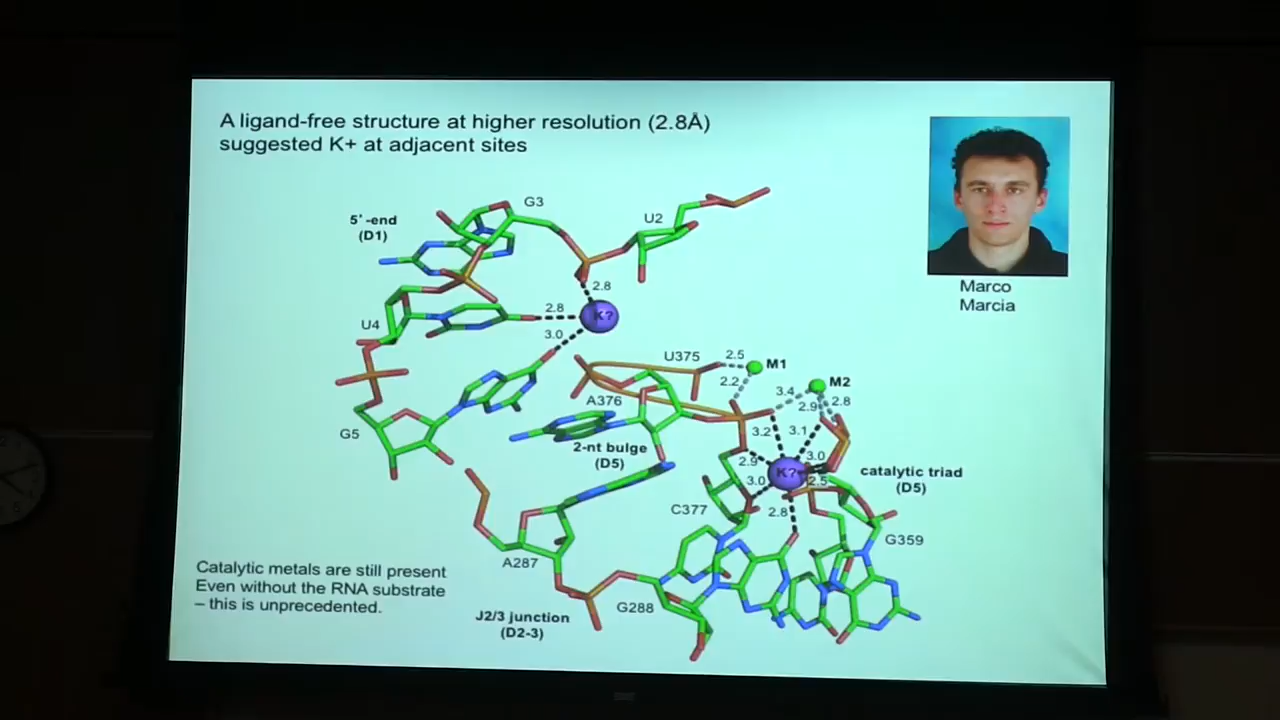 A ligand-free structure at higher resolution (2.8Å)
suggested K+ at adjacent sites
Marco
Marcia
5'-end
(D1)
G3
U2
2.8
2.8
K?
3.0
U4
G5
U375
2.5
M1
2.2
M2
3.4
2.9
2.8
A376
3.2
3.1
2-nt bulge
(D5)
2.9
3.0
K?
2.5
3.0
catalytic triad
(D5)
C377
2.8
G359
A287
G288
J2/3 junction
(D2-3)
Catalytic metals are still present
Even without the RNA substrate
– this is unprecedented.